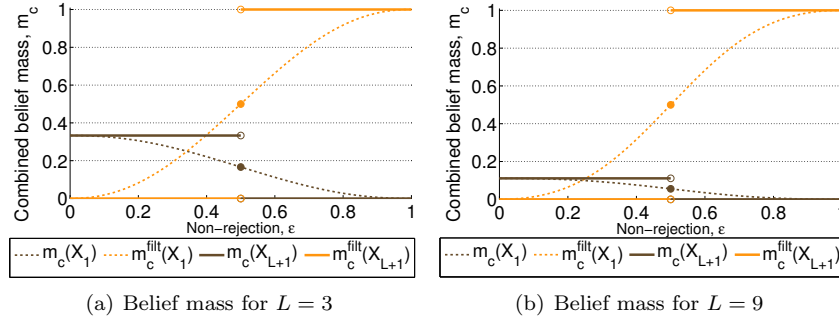 Combined belief mass, m_c
1
0.8
0.6
0.4
0.2
0
0 0.2 0.4 0.6 0.8 1
Non-rejection, ε
m_c(X_1) m_c^filt(X_1) m_c(X_L+1) m_c^filt(X_L+1)
(a) Belief mass for L = 3
Combined belief mass, m_c
1
0.8
0.6
0.4
0.2
0
0 0.2 0.4 0.6 0.8 1
Non-rejection, ε
m_c(X_1) m_c^filt(X_1) m_c(X_L+1) m_c^filt(X_L+1)
(b) Belief mass for L = 9